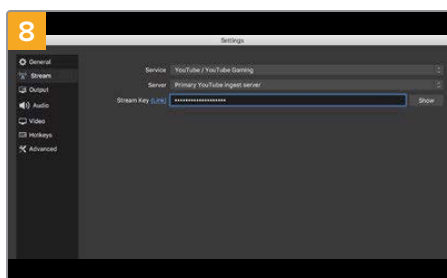 8
Settings
General
Stream
Output
Audio
Video
Hotkeys
Advanced
Service YouTube / YouTube Gaming
Server Primary YouTube ingest server
Stream Key (Link) •••••••••••••••••••• Show